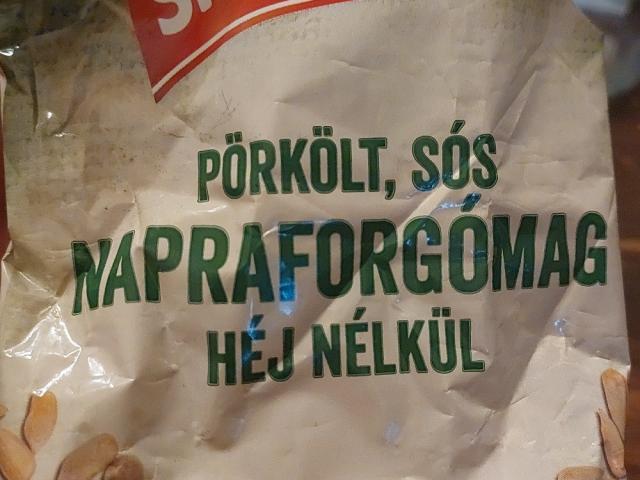 PÖRKÖLT, SÓS
NAPRAFORGÓMAG
HÉJ NÉLKÜL